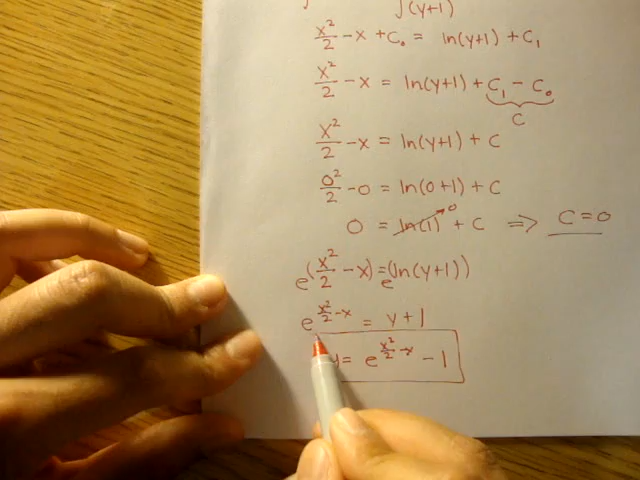 ∫(y+1)
x²/2 - x + C₀ = ln(y+1) + C₁
x²/2 - x = ln(y+1) + C₁ - C₀
C
x²/2 - x = ln(y+1) + C
0²/2 - 0 = ln(0+1) + C
0 = ln(1) 0 + C ⇒ C = 0
e^(x²/2 - x) = e^(ln(y+1))
e^(x²/2 - x) = y + 1
y = e^(x²/2 - x) - 1